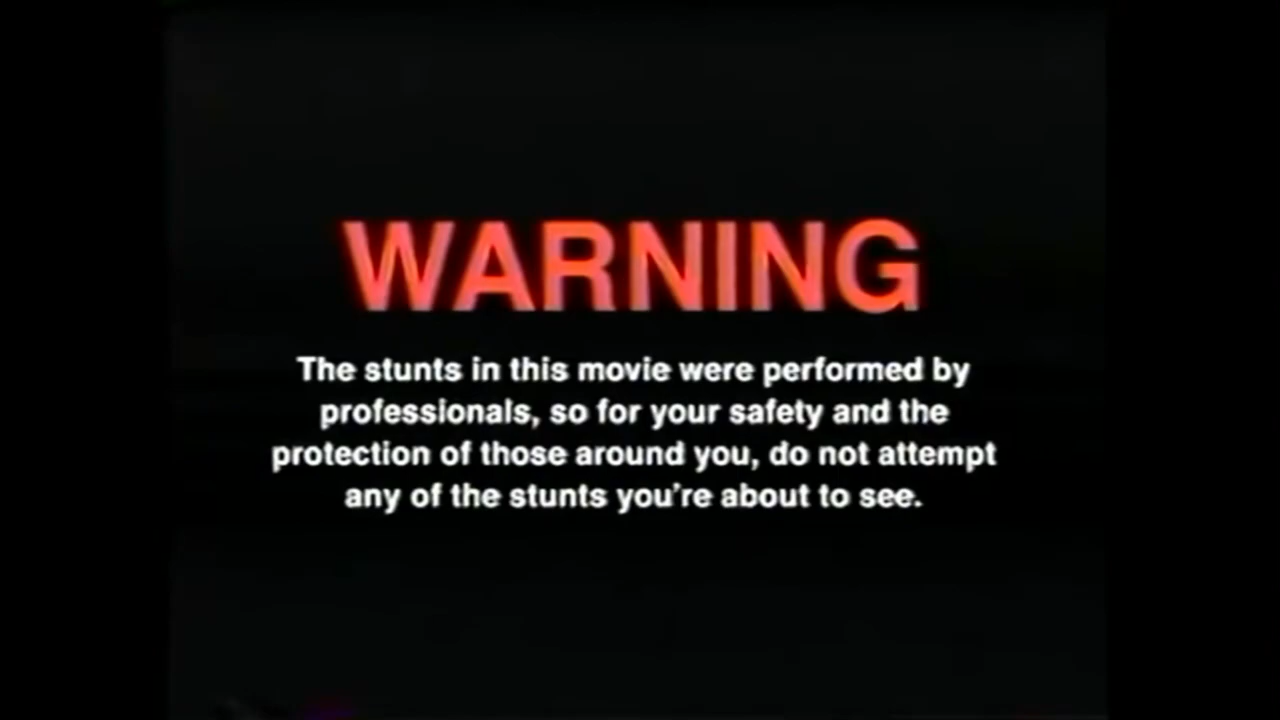 WARNING
The stunts in this movie were performed by
professionals, so for your safety and the
protection of those around you, do not attempt
any of the stunts you're about to see.